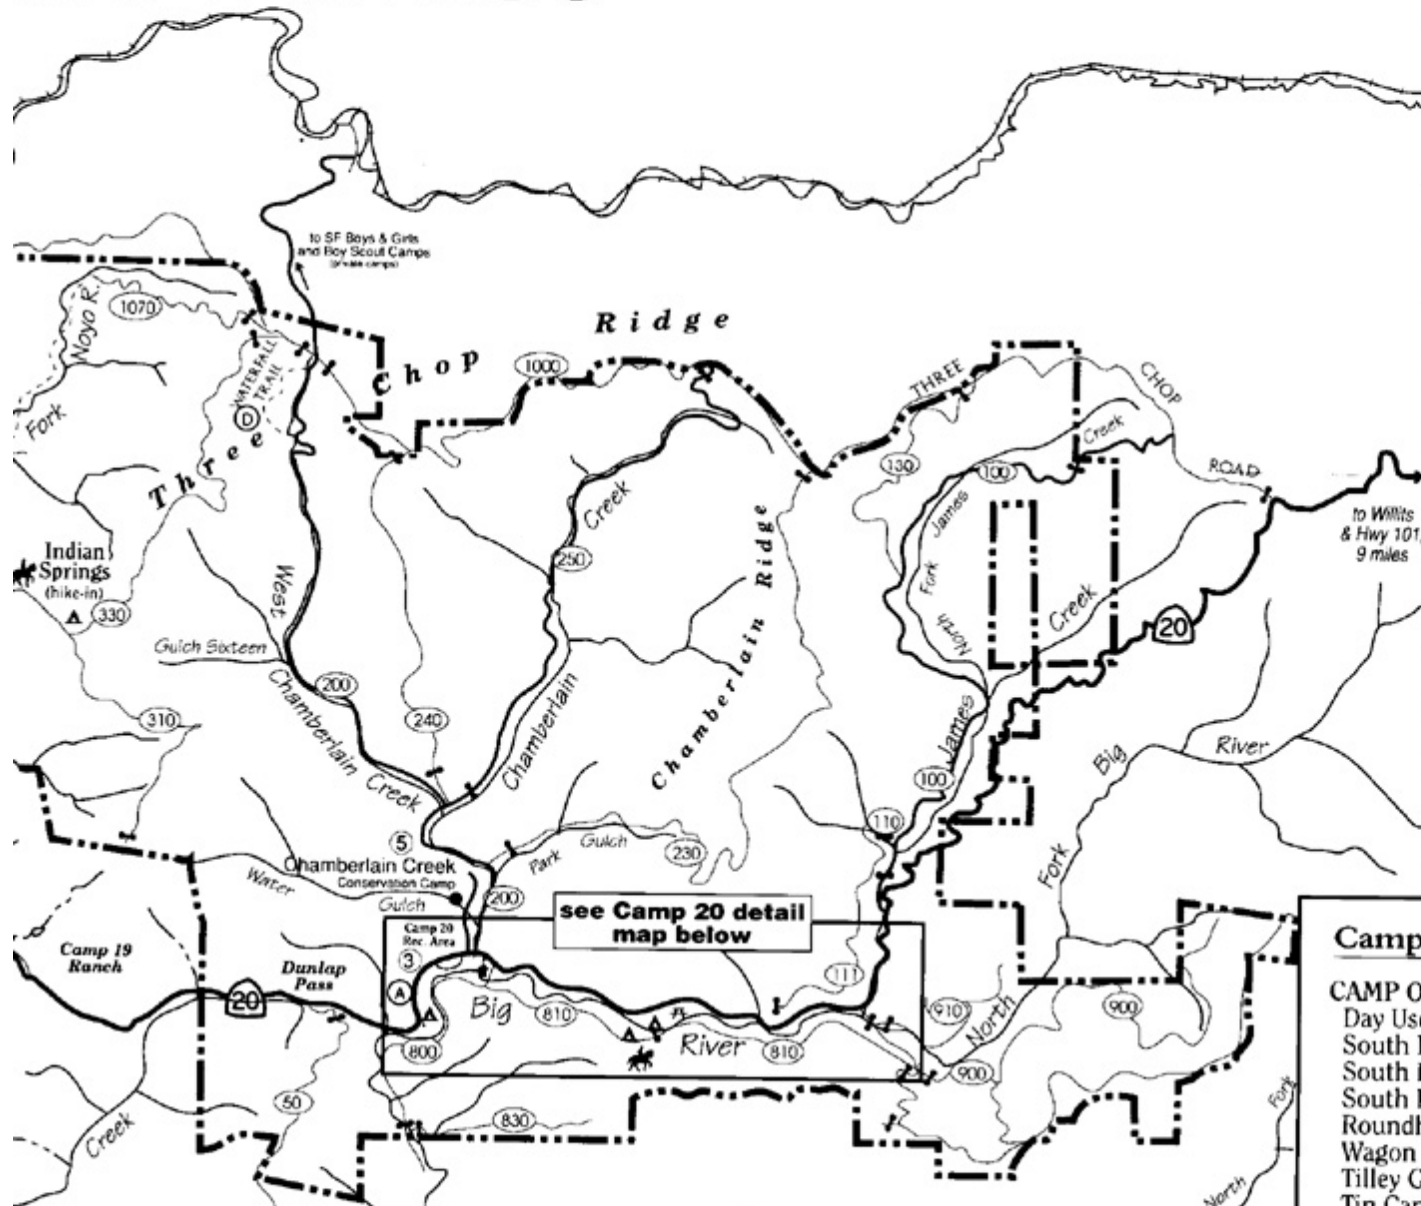 to SF Boys & Girls
and Boy Scout Camps
(private camps)
1070
Noyo R.
Fork
WATERFALL
TRAIL
D
Three
Chop
Ridge
1000
THREE
CHOP
ROAD
130
100
Creek
James
Fork
North
to Willits
& Hwy 101,
9 miles
Indian
Springs
(hike-in)
330
West
Gulch Sixteen
200
Chamberlain
Creek
310
240
250
Creek
Chamberlain
Chamberlain Ridge
Creek
20
James
100
110
Big
River
Fork
North
5
Chamberlain Creek
Conservation Camp
Water
Gulch
200
Park
Gulch
230
see Camp 20 detail
map below
Camp 20
Rec. Area
3
A
Camp 19
Ranch
Dunlap
Pass
20
Big
River
810
810
800
111
910
900
900
50
830
Creek
Fork
North
Camp
CAMP
Day Us
South
South
South
Round
Wagon
Tilley